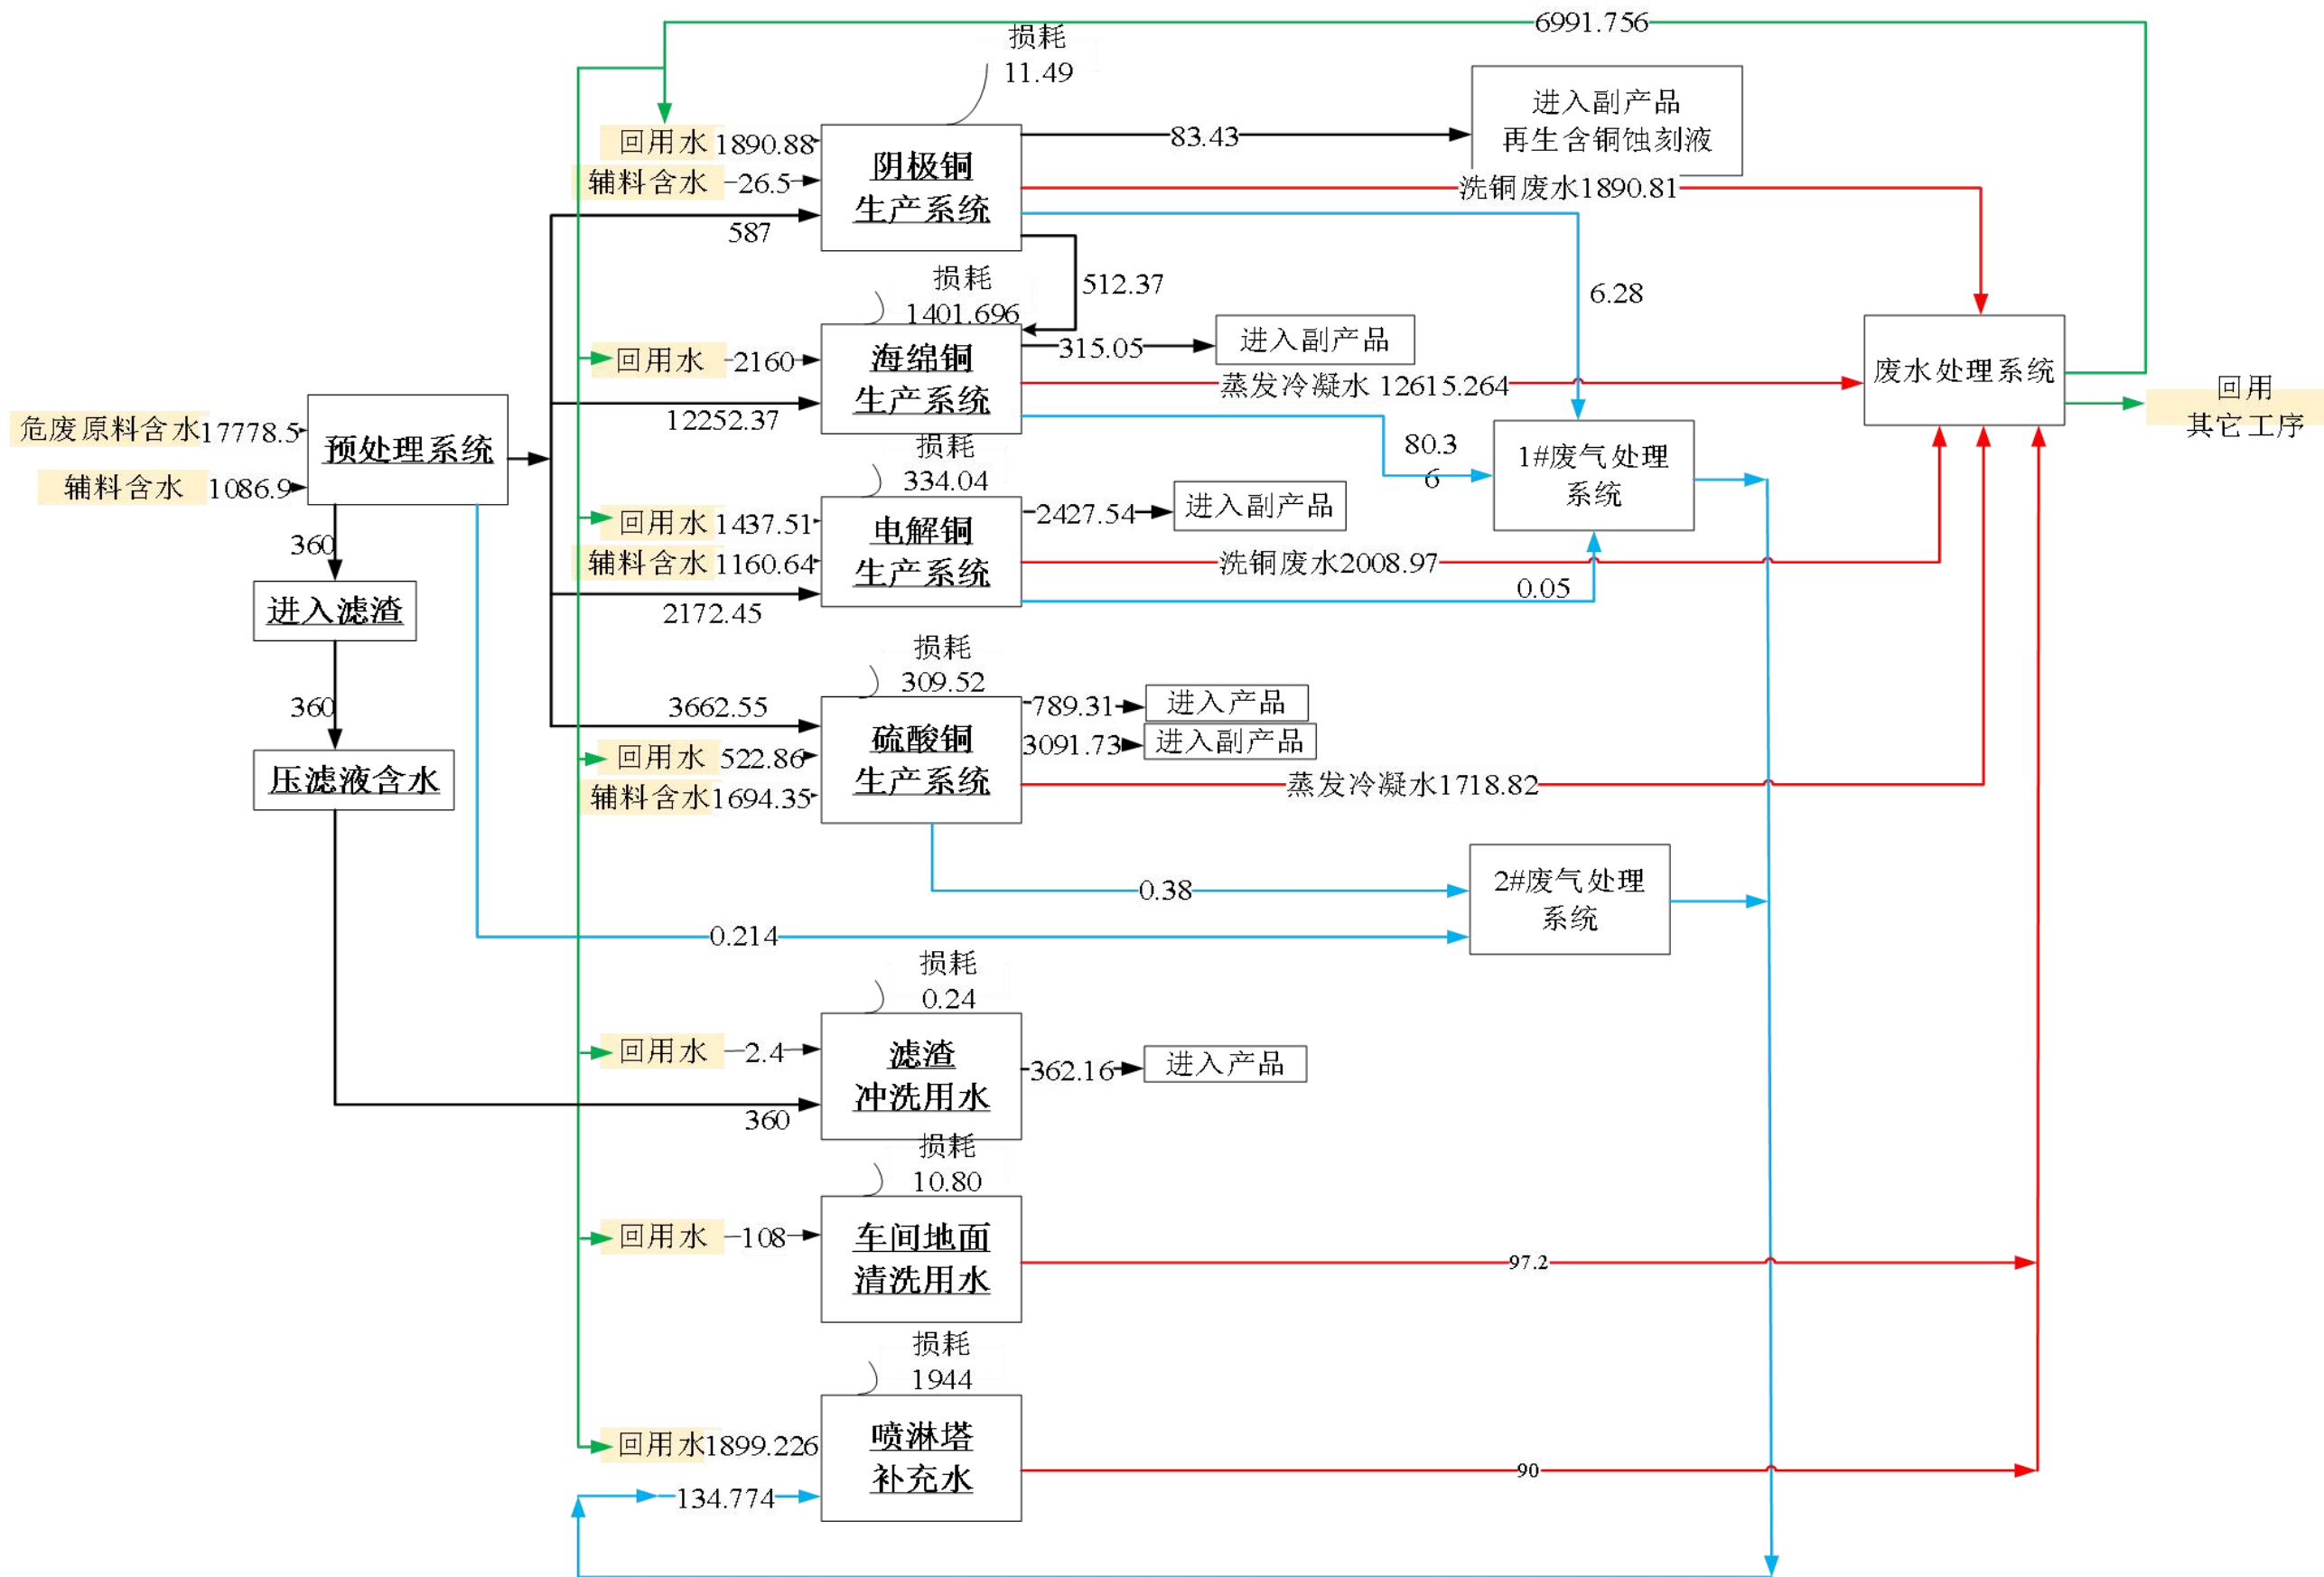 6991.756
损耗
11.49
进入副产品
再生含铜蚀刻液
83.43
回用水 1890.88
辅料含水 26.5
587
阴极铜
生产系统
洗铜废水1890.81
512.37
6.28
损耗
1401.696
回用水 2160
12252.37
海绵铜
生产系统
315.05
进入副产品
蒸发冷凝水 12615.264
80.3
6
废水处理系统
回用
其它工序
危废原料含水 17778.5
辅料含水 1086.9
预处理系统
1#废气处理
系统
损耗
334.04
回用水 1437.51
辅料含水 1160.64
2172.45
电解铜
生产系统
2427.54
进入副产品
洗铜废水2008.97
0.05
360
进入滤渣
360
压滤液含水
损耗
309.52
3662.55
回用水 522.86
辅料含水 1694.35
硫酸铜
生产系统
789.31
进入产品
3091.73
进入副产品
蒸发冷凝水1718.82
0.38
0.214
2#废气处理
系统
损耗
0.24
回用水 2.4
360
滤渣
冲洗用水
362.16
进入产品
损耗
10.80
回用水 108
车间地面
清洗用水
97.2
损耗
1944
回用水 1899.226
134.774
喷淋塔
补充水
90